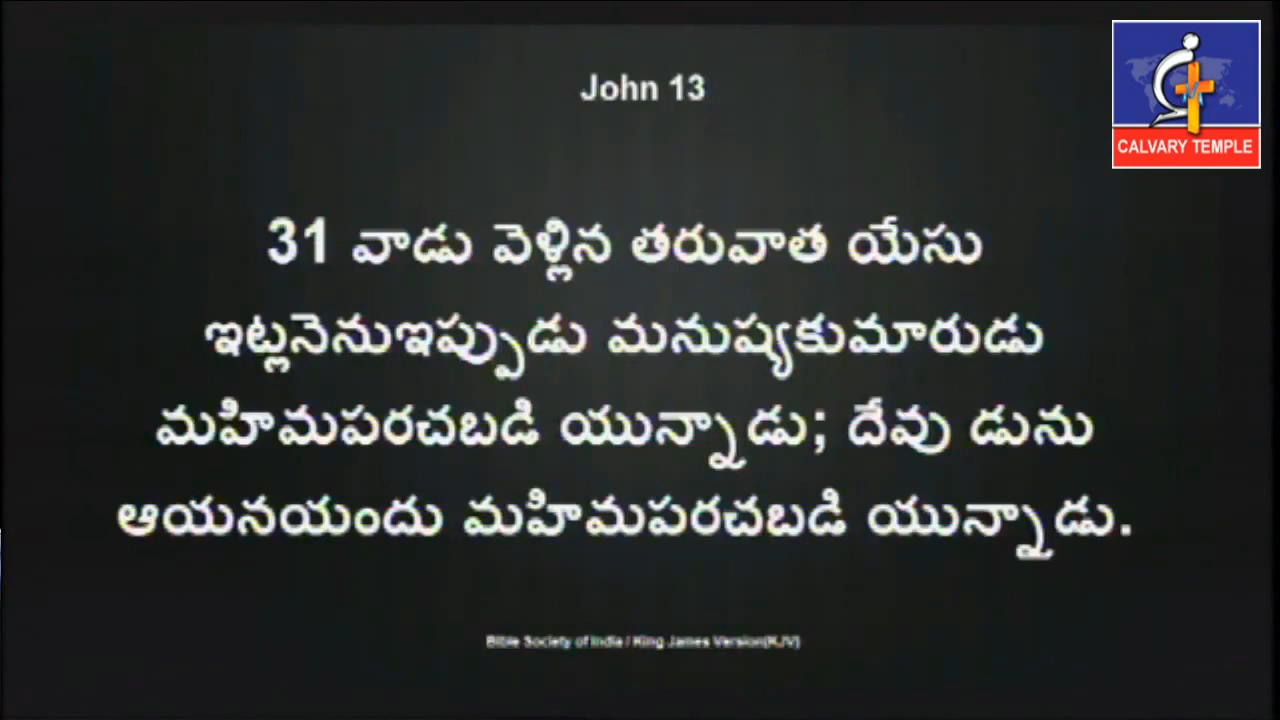 John 13
CALVARY TEMPLE
31 వాడు వెళ్లిన తరువాత యేసు
ఇట్లనెనుఇప్పుడు మనుష్యకుమారుడు
మహిమపరచబడి యున్నాడు; దేవు డును
ఆయనయందు మహిమపరచబడి యున్నాడు.
Bible Society of India / King James Version(KJV)